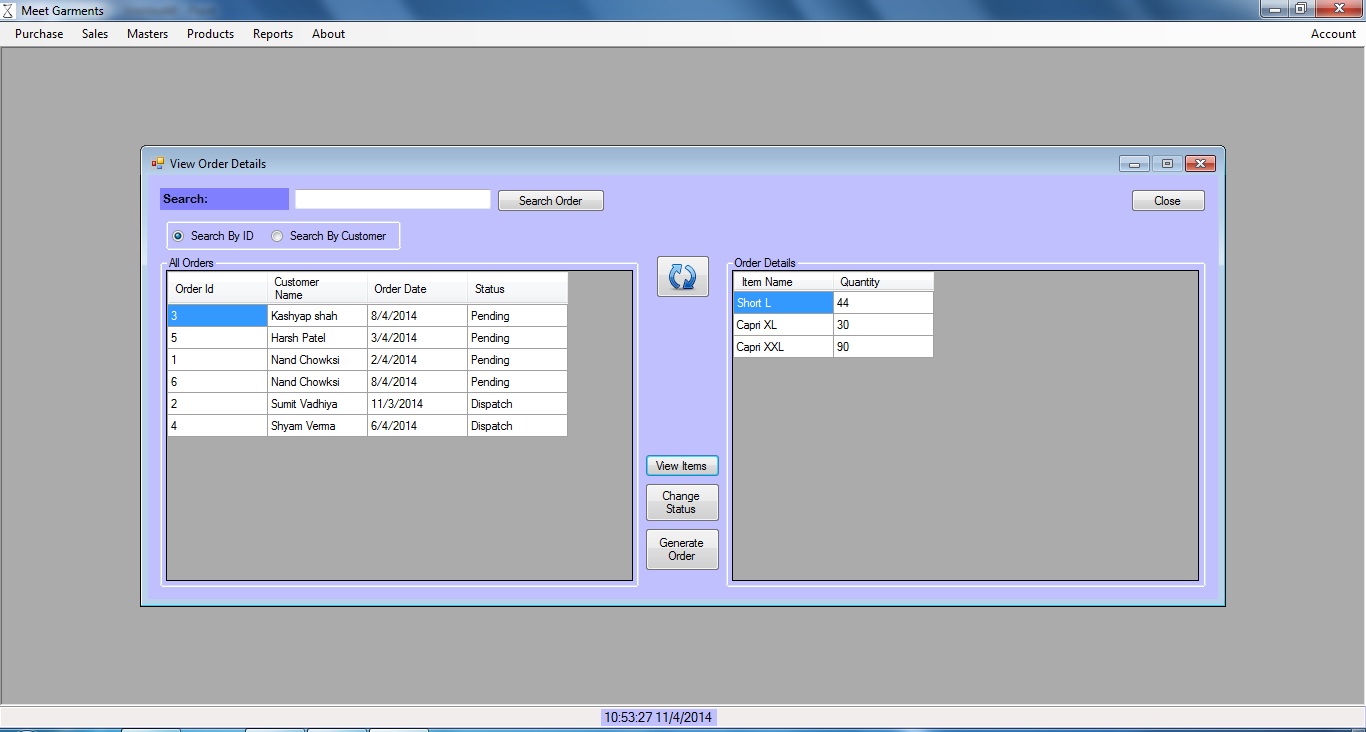 Meet Garments
Purchase Sales Masters Products Reports About Account
View Order Details
Search: Search Order Close
Search By ID Search By Customer
All Orders
Order Id Customer Name Order Date Status
3 Kashyap shah 8/4/2014 Pending
5 Harsh Patel 3/4/2014 Pending
1 Nand Chowksi 2/4/2014 Pending
6 Nand Chowksi 8/4/2014 Pending
2 Sumit Vadhiya 11/3/2014 Dispatch
4 Shyam Verma 6/4/2014 Dispatch
View Items
Change
Status
Generate
Order
Order Details
Item Name Quantity
Short L 44
Capri XL 30
Capri XXL 90
10:53:27 11/4/2014